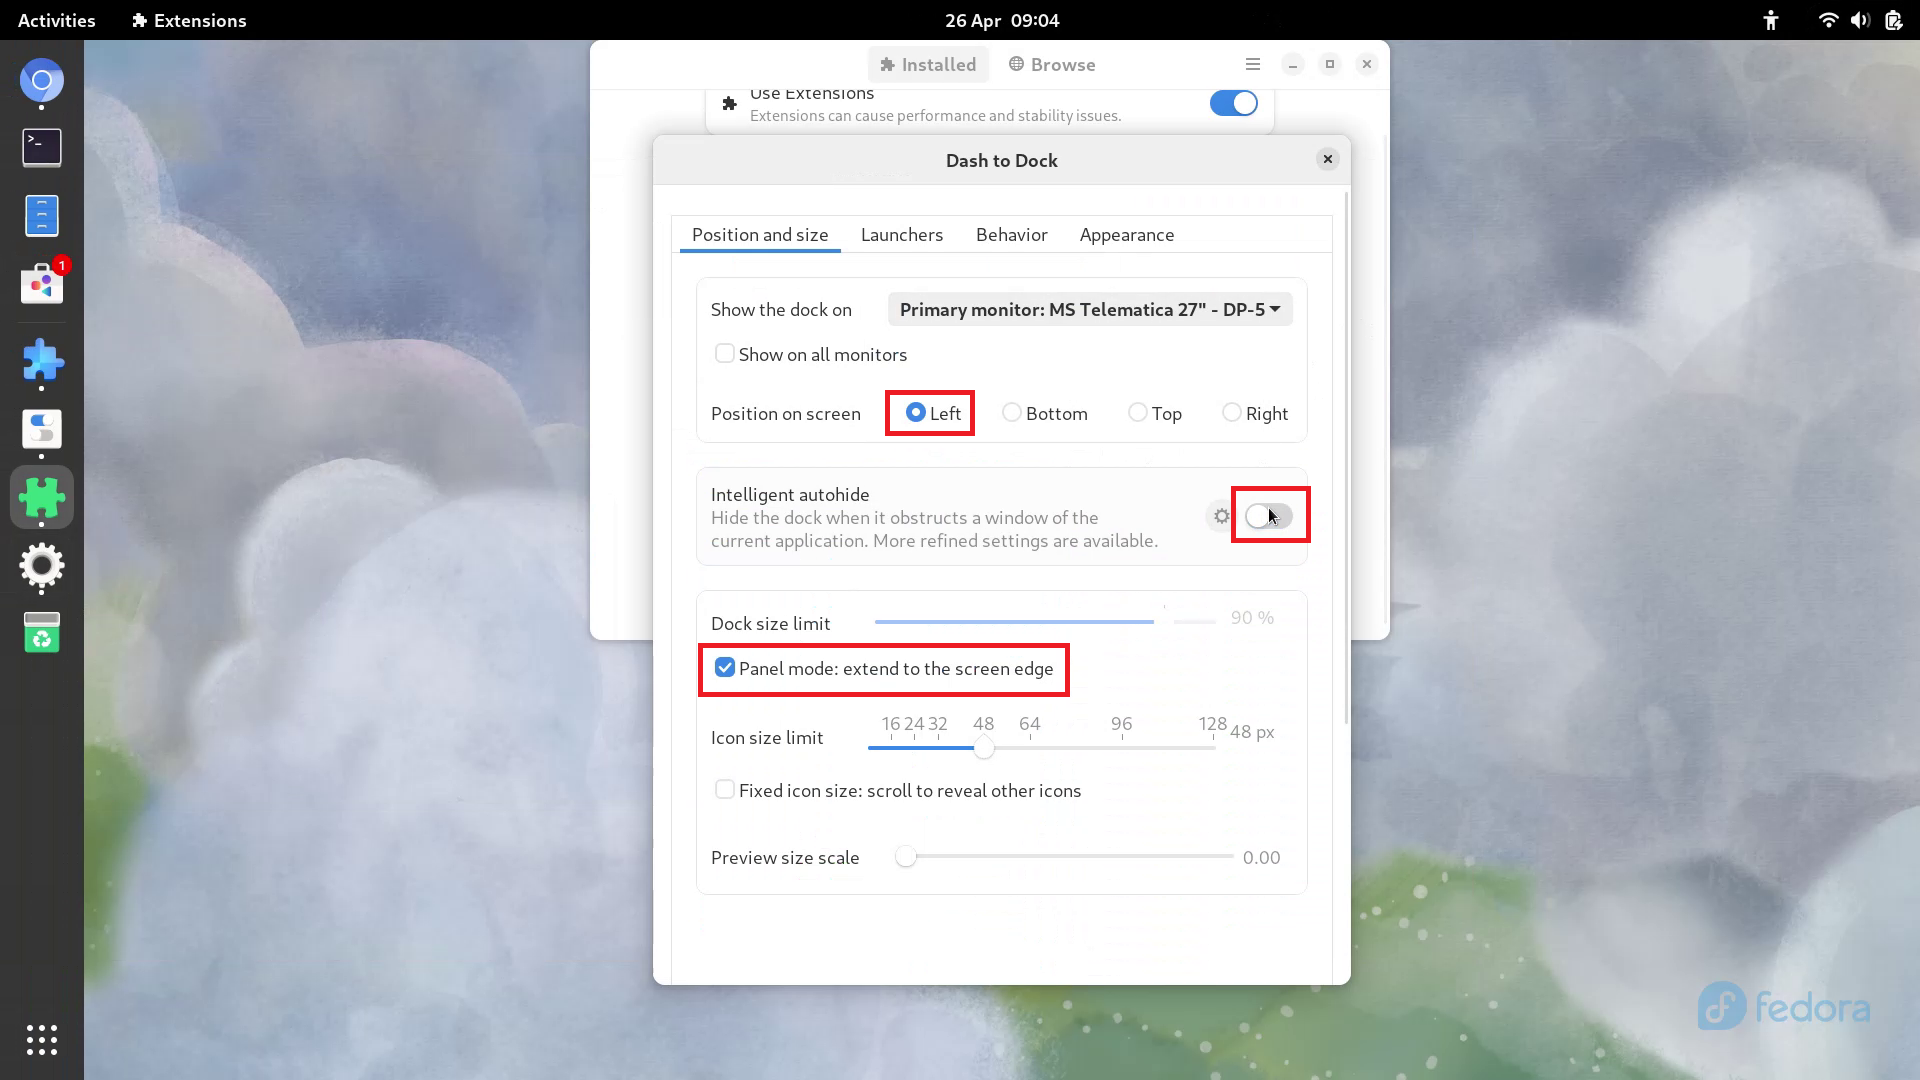 Activities
Extensions
26 Apr 09:04
Installed
Browse
Use Extensions
Extensions can cause performance and stability issues.
1
>_
Dash to Dock
Position and size
Launchers
Behavior
Appearance
Show the dock on
Primary monitor: MS Telematica 27" - DP-5
Show on all monitors
Position on screen
Left
Bottom
Top
Right
Intelligent autohide
Hide the dock when it obstructs a window of the
current application. More refined settings are available.
Dock size limit
90 %
Panel mode: extend to the screen edge
16 24 32 48 64 96 128
Icon size limit
48 px
Fixed icon size: scroll to reveal other icons
Preview size scale
0.00
fedora